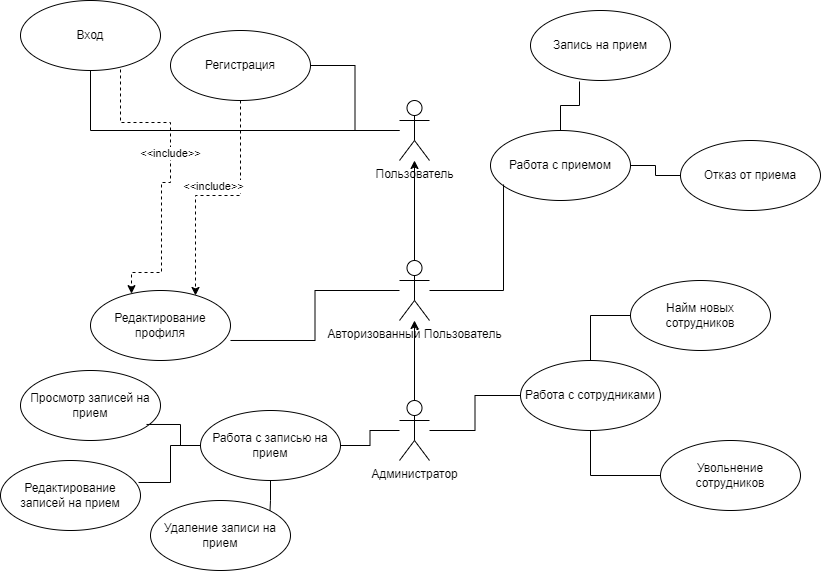 Вход
Регистрация
Запись на прием
<<include>>
<<include>>
Пользователь
Работа с приемом
Отказ от приема
Редактирование
профиля
Авторизованный Пользователь
Найм новых
сотрудников
Просмотр записей на
прием
Работа с записью на
прием
Администратор
Работа с сотрудниками
Редактирование
записей на прием
Удаление записи на
прием
Увольнение
сотрудников